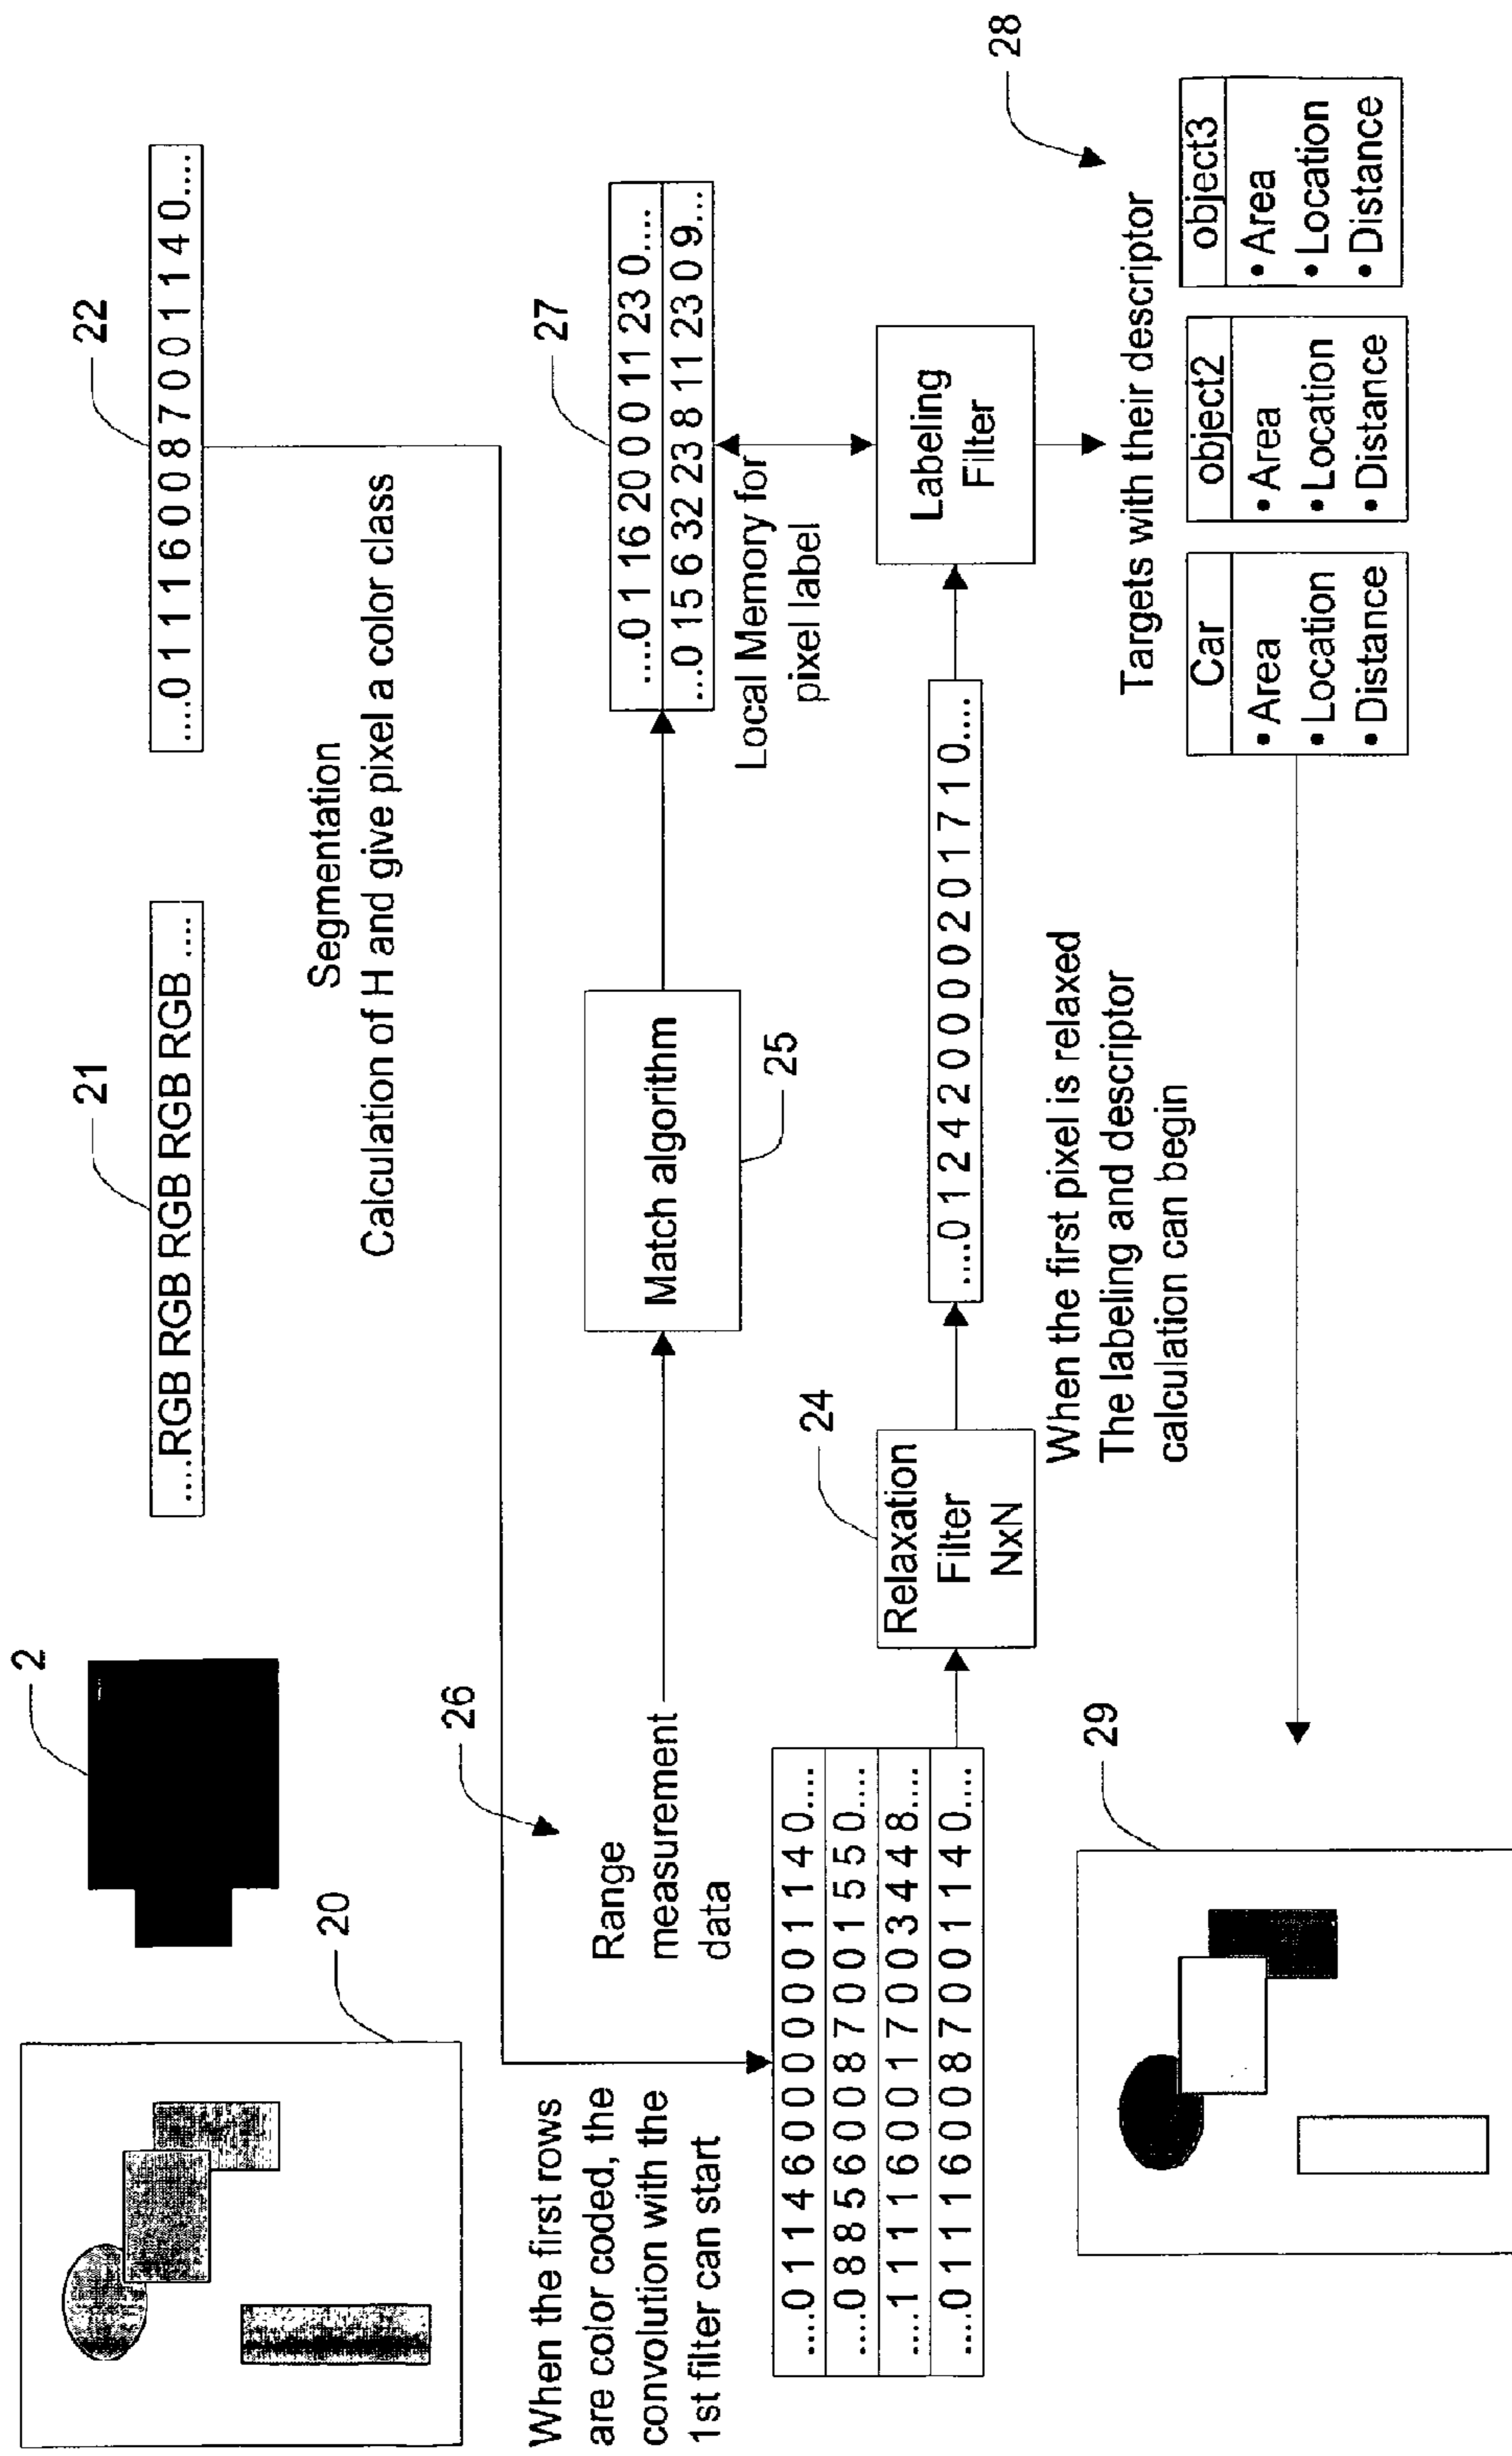 2
20
21
....RGB RGB RGB RGB RGB ....
22
....0 1 1 1 6 0 0 8 7 0 0 1 1 4 0....
Segmentation
Calculation of H and give pixel a color class
When the first rows
are color coded, the
convolution with the
1st filter can start
26
Range
measurement
data
Match algorithm
25
27
....0 1 16 20 0 0 11 23 0....
...0 15 6 32 23 8 11 23 0 9...
Local Memory for
pixel label
....0 1 1 4 6 0 0 0 0 0 0 1 1 4 0....
....0 8 8 5 6 0 0 8 7 0 0 1 5 5 0....
....1 1 1 1 6 0 0 1 7 0 0 3 4 4 8....
....0 1 1 1 6 0 0 8 7 0 0 1 1 4 0....
24
Relaxation
Filter
NxN
....0 1 2 4 2 0 0 0 0 2 0 1 7 1 0....
Labeling
Filter
When the first pixel is relaxed
The labeling and descriptor
calculation can begin
28
Targets with their descriptor
Car
• Area
• Location
• Distance
object2
• Area
• Location
• Distance
object3
• Area
• Location
• Distance
29